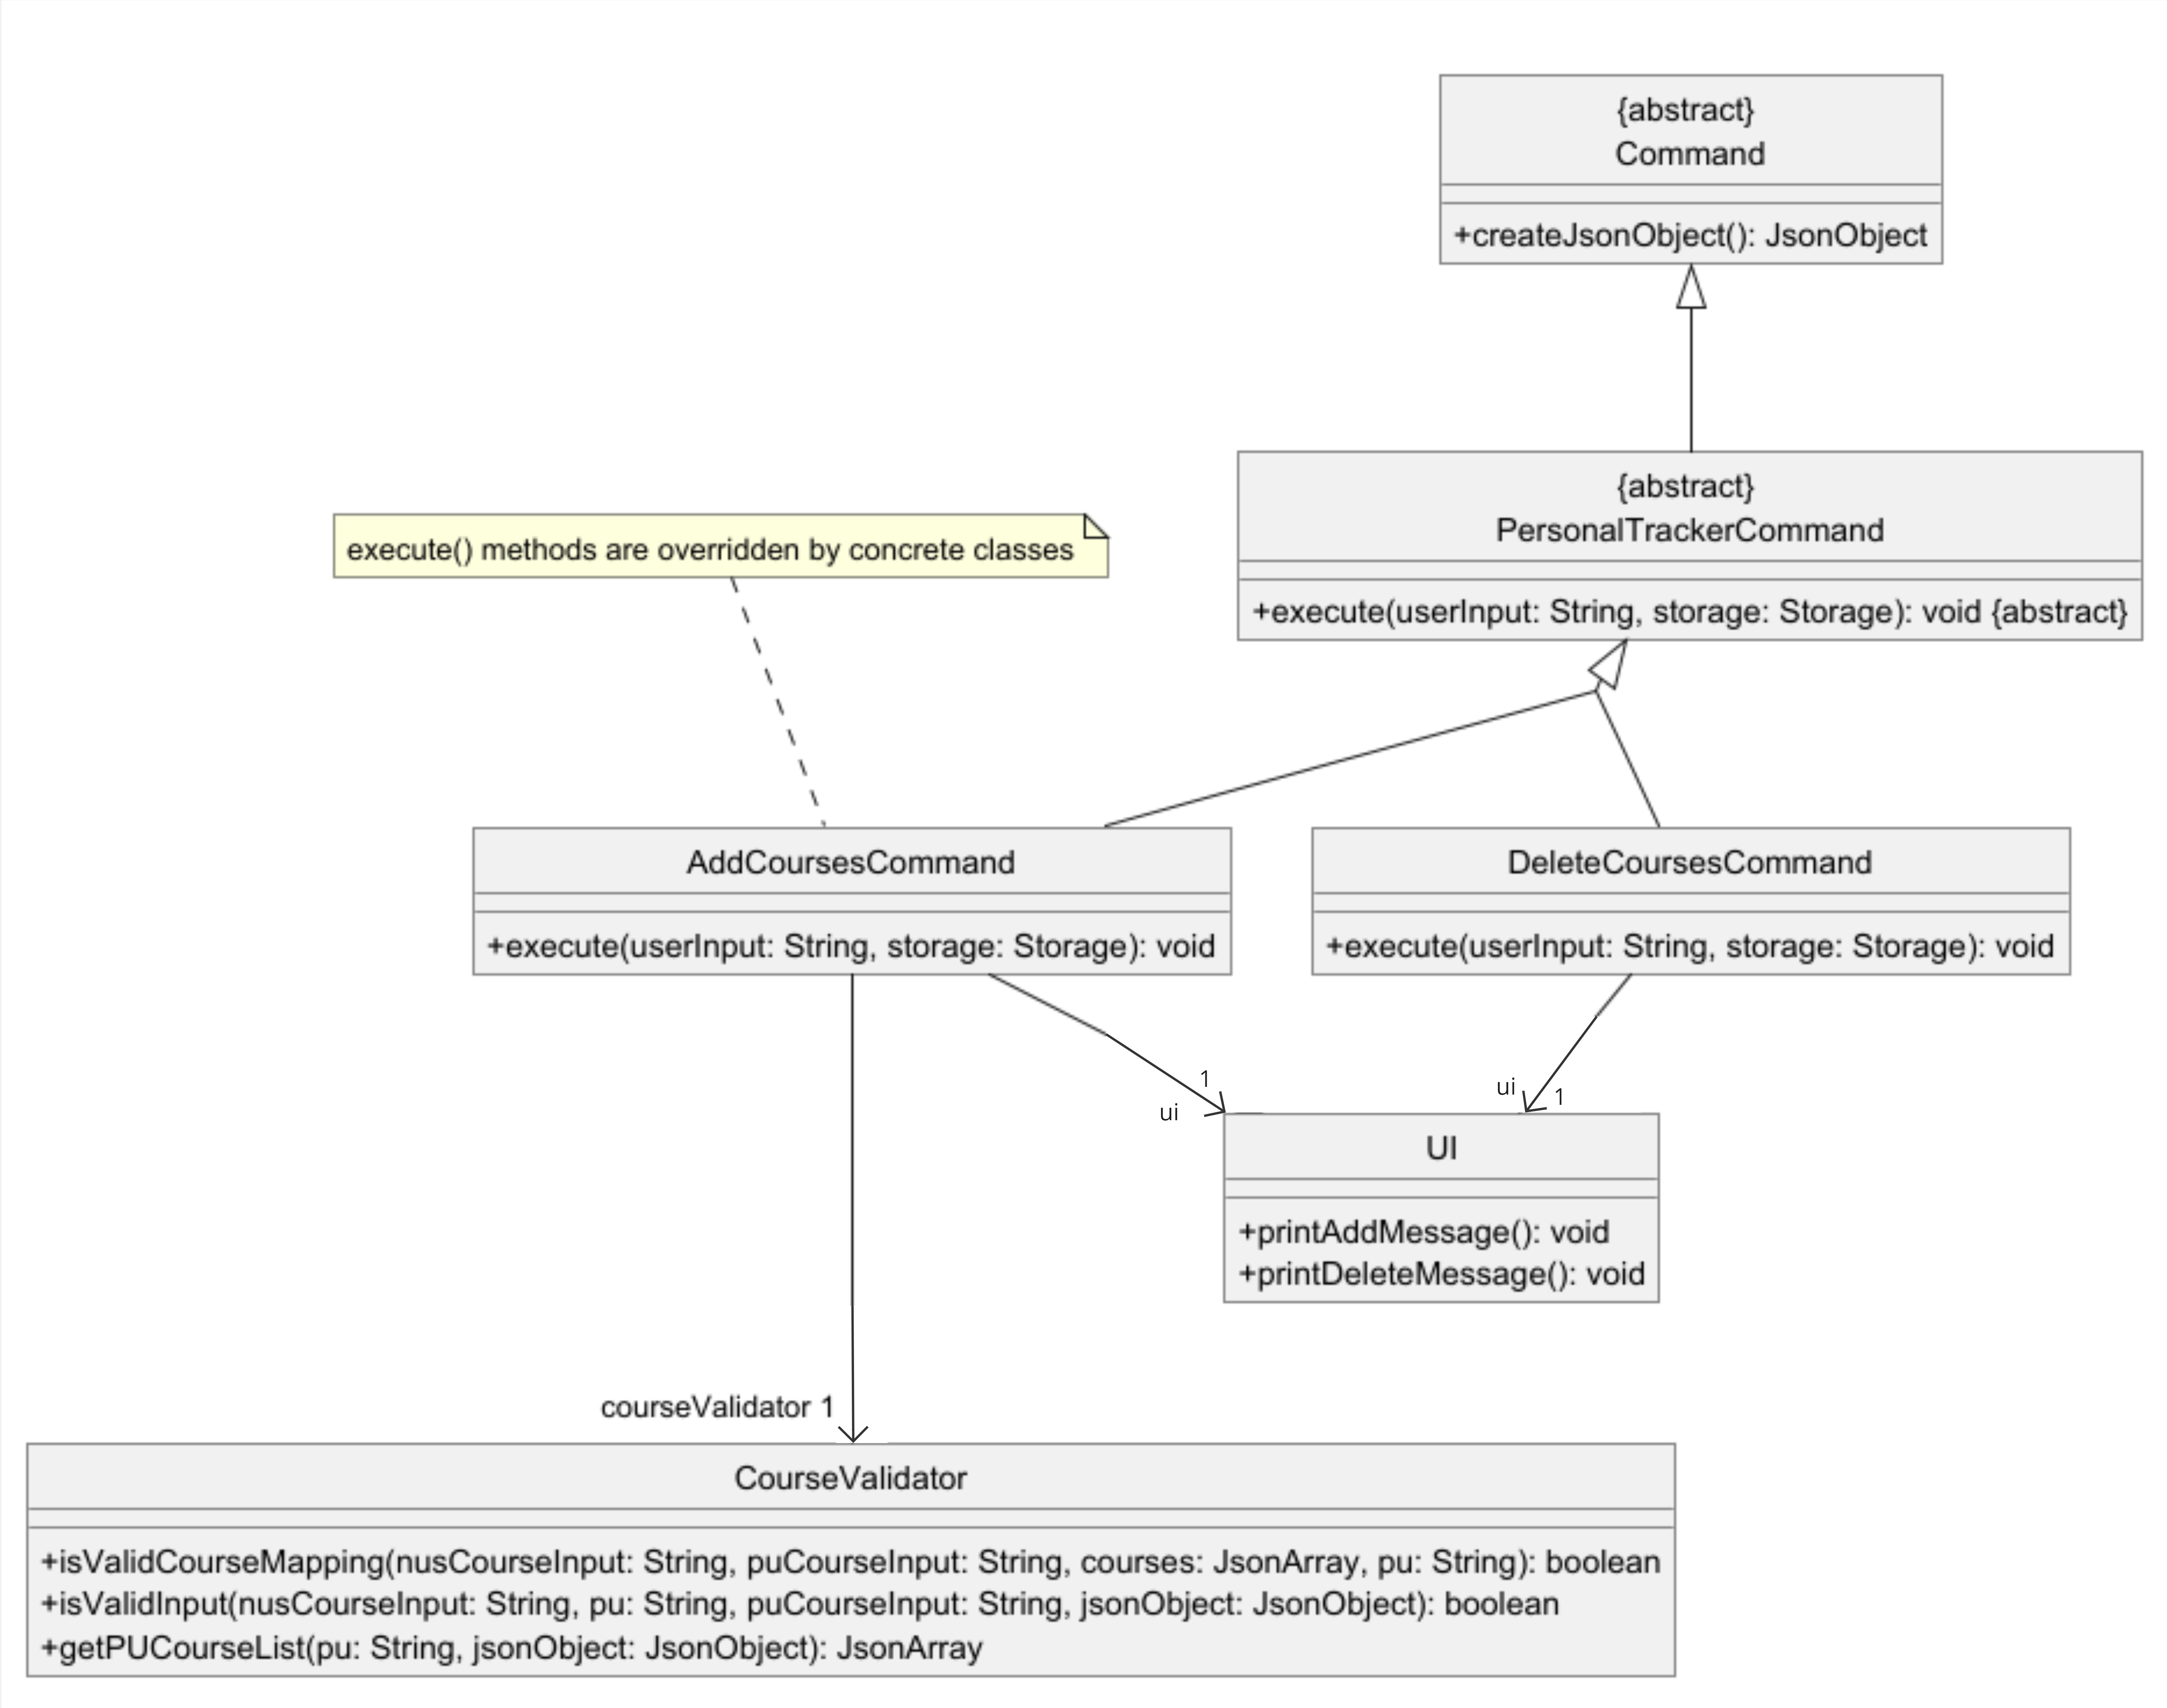 {abstract}
Command
+createJsonObject(): JsonObject
{abstract}
PersonalTrackerCommand
+execute(userInput: String, storage: Storage): void {abstract}
execute() methods are overridden by concrete classes
AddCoursesCommand
+execute(userInput: String, storage: Storage): void
DeleteCoursesCommand
+execute(userInput: String, storage: Storage): void
1
ui
ui
1
UI
+printAddMessage(): void
+printDeleteMessage(): void
courseValidator 1
CourseValidator
+isValidCourseMapping(nusCourseInput: String, puCourseInput: String, courses: JsonArray, pu: String): boolean
+isValidInput(nusCourseInput: String, pu: String, puCourseInput: String, jsonObject: JsonObject): boolean
+getPUCourseList(pu: String, jsonObject: JsonObject): JsonArray